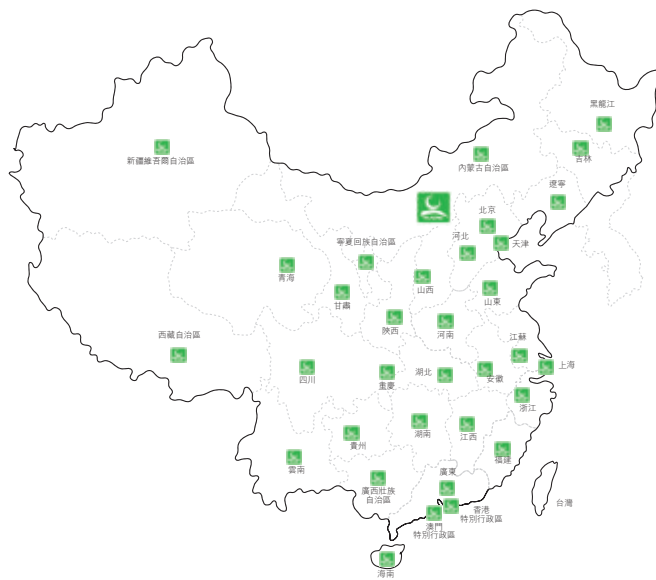 黑龍江
吉林
新疆維吾爾自治區
內蒙古自治區
遼寧
北京
天津
河北
寧夏回族自治區
青海
山西
甘肅
山東
陝西
河南
江蘇
西藏自治區
上海
四川
重慶
湖北
安徽
浙江
湖南
江西
貴州
福建
雲南
廣東
廣西壯族
自治區
香港
特別行政區
澳門
特別行政區
台灣
海南